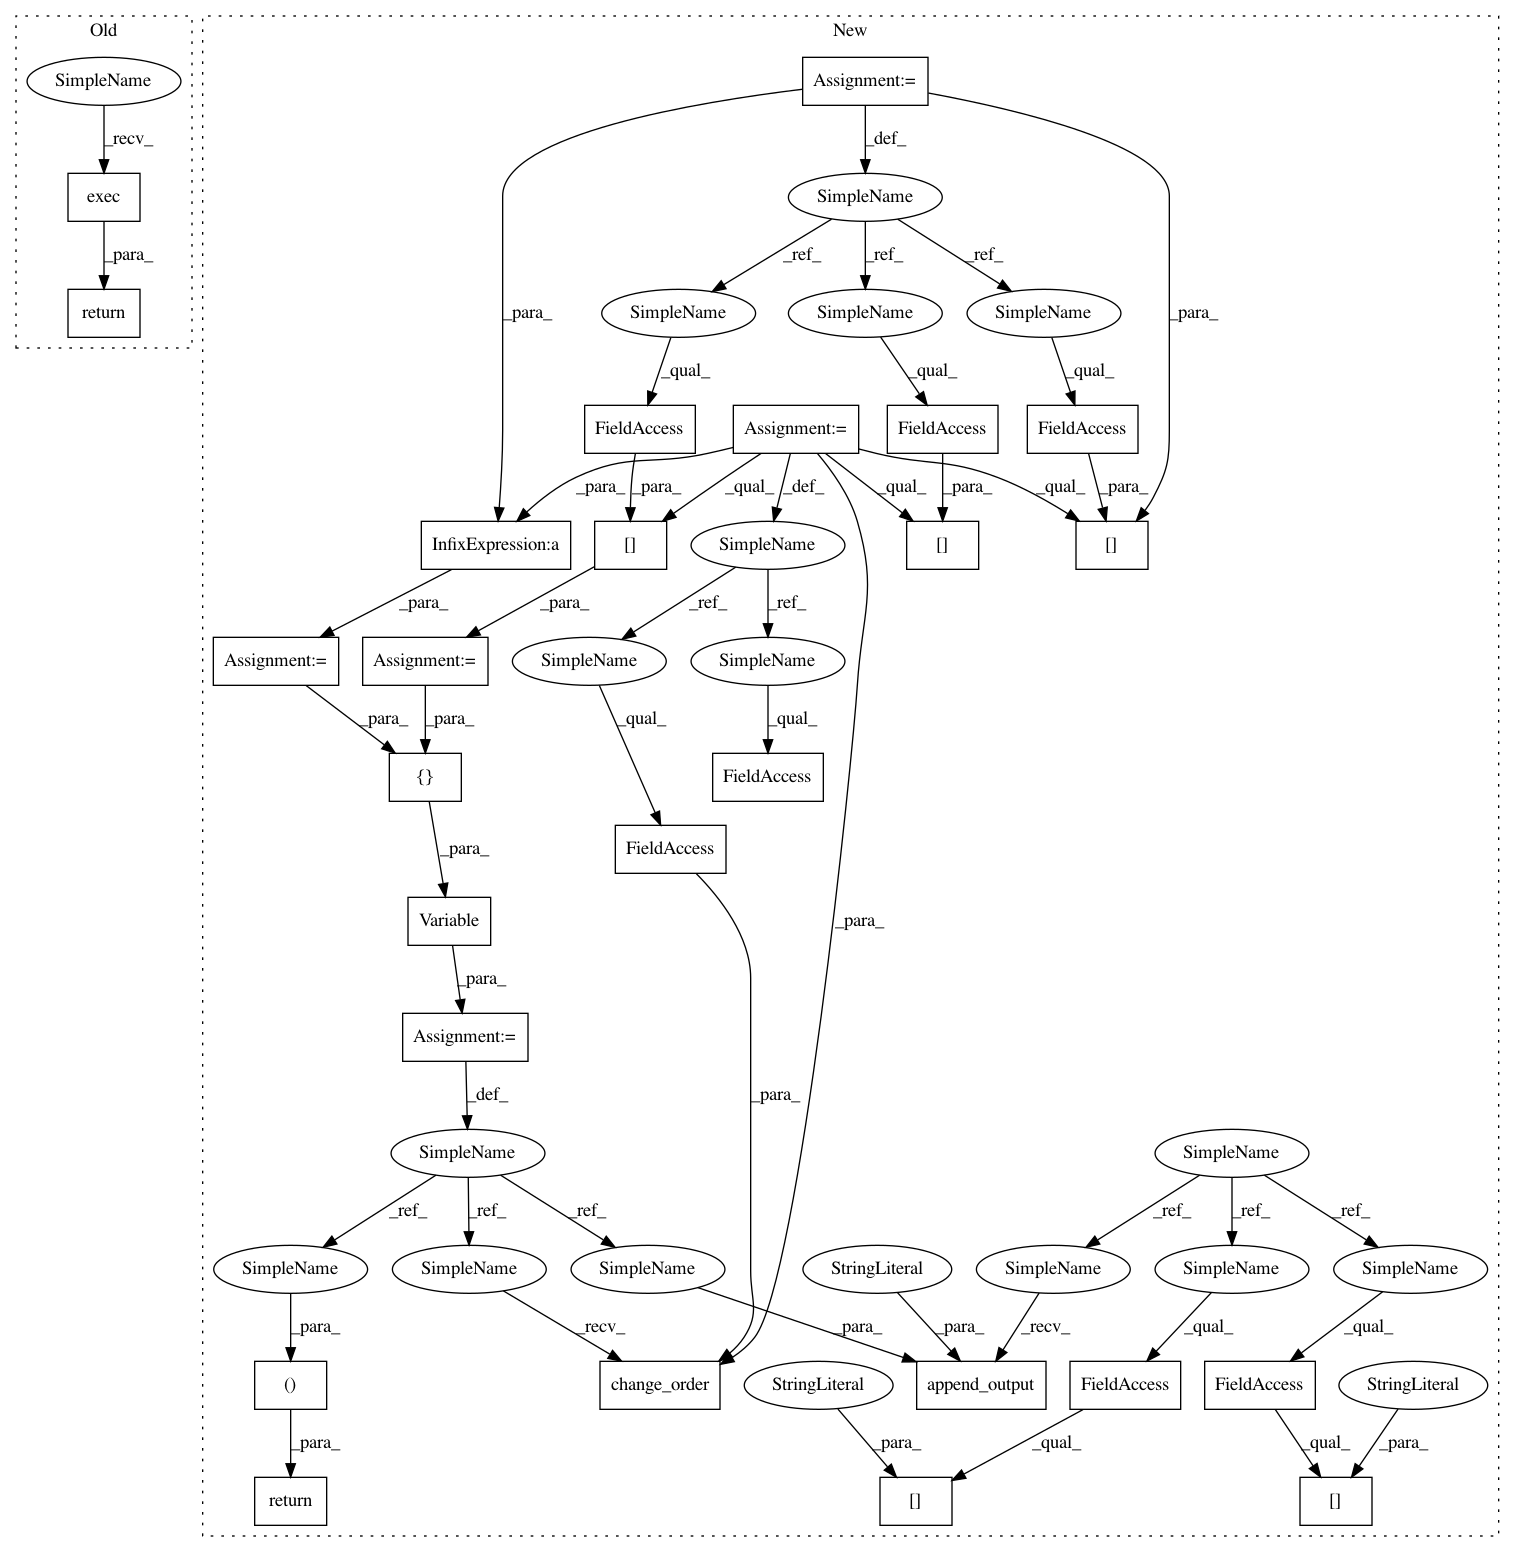 Old
New
SimpleName
Assignment:=
_recv_
_def_
exec
SimpleName
_para_
_ref_
_ref_
_ref_
return
_para_
SimpleName
SimpleName
SimpleName
_para_
_qual_
_qual_
_qual_
FieldAccess
Assignment:=
FieldAccess
FieldAccess
_para_
_para_
_qual_
_def_
_qual_
_para_
_qual_
_para_
InfixExpression:a
[]
SimpleName
[]
[]
_para_
_para_
_ref_
_ref_
Assignment:=
Assignment:=
SimpleName
SimpleName
_para_
_para_
_qual_
_qual_
{}
FieldAccess
_para_
FieldAccess
Variable
_para_
_para_
Assignment:=
_def_
_para_
SimpleName
SimpleName
_ref_
_ref_
_ref_
_ref_
_ref_
_ref_
SimpleName
SimpleName
SimpleName
StringLiteral
SimpleName
SimpleName
SimpleName
_para_
_recv_
_para_
_para_
_recv_
_qual_
_qual_
()
change_order
StringLiteral
append_output
FieldAccess
FieldAccess
StringLiteral
_para_
_para_
_qual_
_qual_
_para_
return
[]
[]